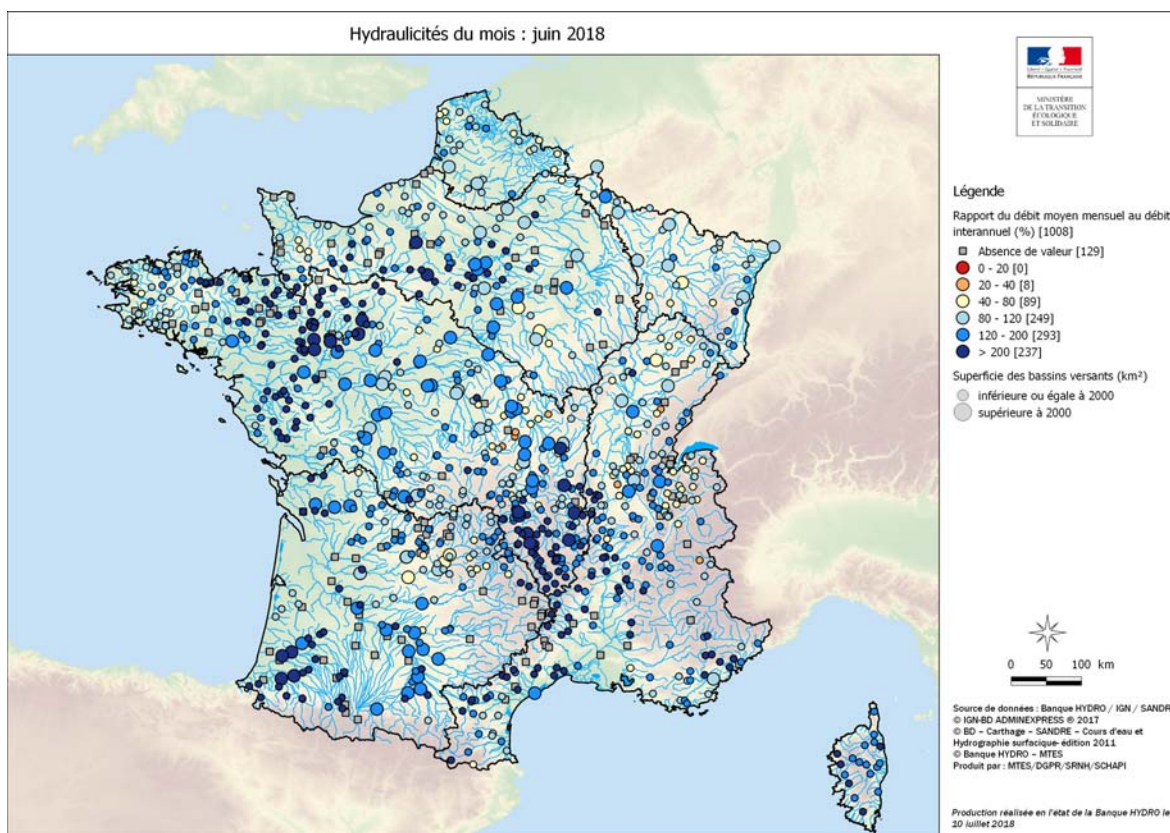 Hydraulicités du mois : juin 2018
Liberté • Égalité • Fraternité
RÉPUBLIQUE FRANÇAISE
MINISTÈRE
DE LA TRANSITION
ÉCOLOGIQUE
ET SOLIDAIRE
Légende
Rapport du débit moyen mensuel au débit
interannuel (%) [1008]
Absence de valeur [129]
0 - 20 [0]
20 - 40 [8]
40 - 80 [89]
80 - 120 [249]
120 - 200 [293]
> 200 [237]
Superficie des bassins versants (km²)
inférieure ou égale à 2000
supérieure à 2000
0 50 100 km
Source de données : Banque HYDRO / IGN / SANDRE
© IGN-BD ADMINEXPRESS ® 2017
© BD – Carthage – SANDRE – Cours d'eau et
Hydrographie surfacique- édition 2011
© Banque HYDRO – MTES
Produit par : MTES/DGPR/SRNH/SCHAPI
Production réalisée en l'état de la Banque HYDRO le
10 juillet 2018